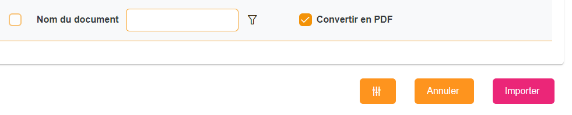 Nom du document Convertir en PDF
Annuler Importer